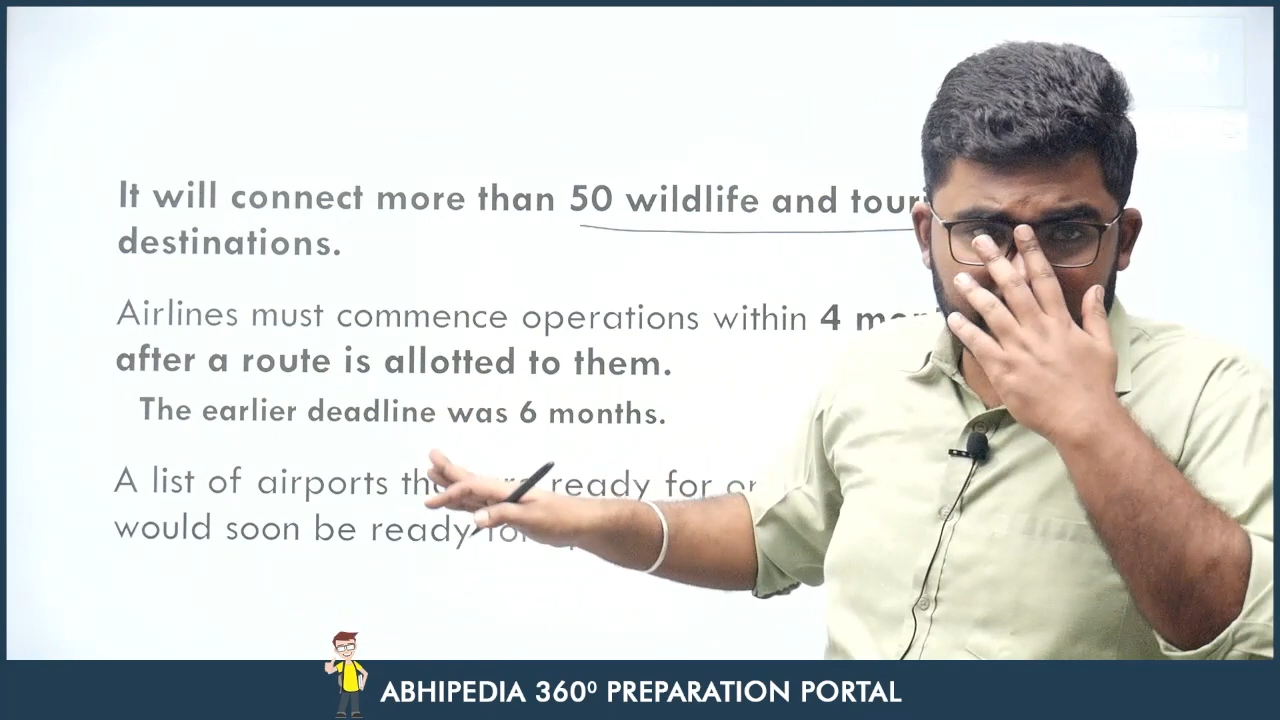 It will connect more than 50 wildlife and
destinations.
Airlines must commence operations within 4
after a route is allotted to them.
The earlier deadline was 6 months.
A list of airports ready for
would soon be ready
ABHIPEDIA 360⁰ PREPARATION PORTAL